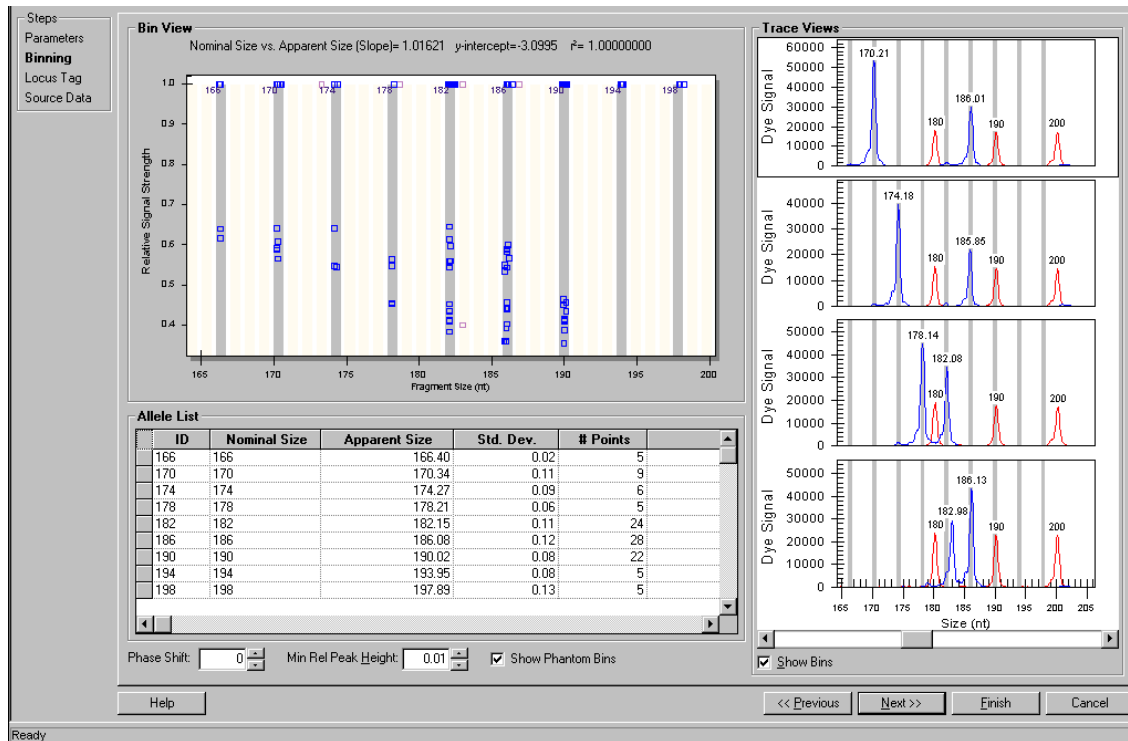 Steps
Parameters
Binning
Locus Tag
Source Data
Bin View
Nominal Size vs. Apparent Size (Slope)= 1.01621 y-intercept=-3.0995 r²= 1.00000000
1.0
0.9
0.8
0.7
0.6
0.5
0.4
Relative Signal Strength
166 170 174 178 182 186 190 194 198
165 170 175 180 185 190 195 200
Fragment Size (nt)
Allele List
ID Nominal Size Apparent Size Std. Dev. # Points
166 166 166.40 0.02 5
170 170 170.34 0.11 9
174 174 174.27 0.09 6
178 178 178.21 0.06 5
182 182 182.15 0.11 24
186 186 186.08 0.12 28
190 190 190.02 0.08 22
194 194 193.95 0.08 5
198 198 197.89 0.13 5
Phase Shift: 0 Min Rel Peak Height: 0.01 Show Phantom Bins
Trace Views
60000
50000
40000
30000
20000
10000
0
Dye Signal
170.21
180
186.01
190
200
40000
30000
20000
10000
0
Dye Signal
174.18
180
185.85
190
200
50000
40000
30000
20000
10000
0
Dye Signal
178.14
180
182.08
190
200
50000
40000
30000
20000
10000
0
Dye Signal
180
182.98
186.13
190
200
165 170 175 180 185 190 195 200 205
Size (nt)
Show Bins
Help
<< Previous
Next >>
Finish
Cancel
Ready